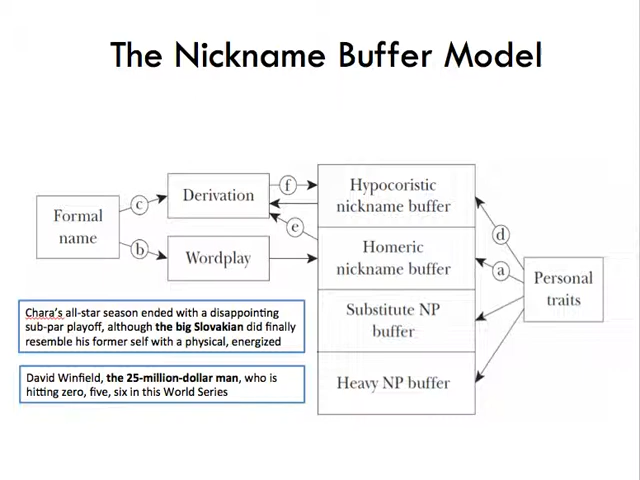 The Nickname Buffer Model
Formal
name
c
b
Derivation
Wordplay
f
e
Hypocoristic
nickname buffer
Homeric
nickname buffer
Substitute NP
buffer
Heavy NP buffer
d
a
Personal
traits
Chara's all-star season ended with a disappointing
sub-par playoff, although the big Slovakian did finally
resemble his former self with a physical, energized
David Winfield, the 25-million-dollar man, who is
hitting zero, five, six in this World Series